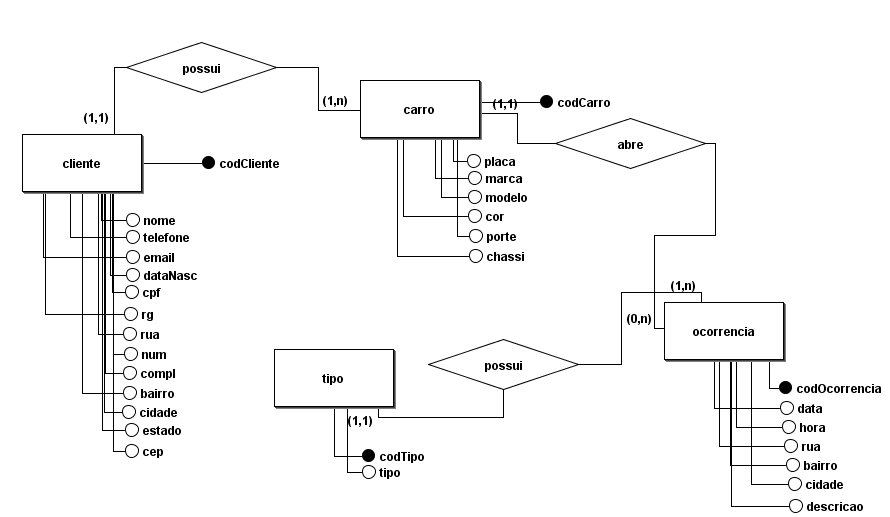 possui
(1,1)
(1,n)
carro
(1,1)
codCarro
abre
cliente
codCliente
placa
marca
modelo
cor
porte
chassi
nome
telefone
email
dataNasc
cpf
rg
rua
num
compl
bairro
cidade
estado
cep
(1,n)
(0,n)
ocorrencia
possui
tipo
(1,1)
codTipo
tipo
codOcorrencia
data
hora
rua
bairro
cidade
descricao